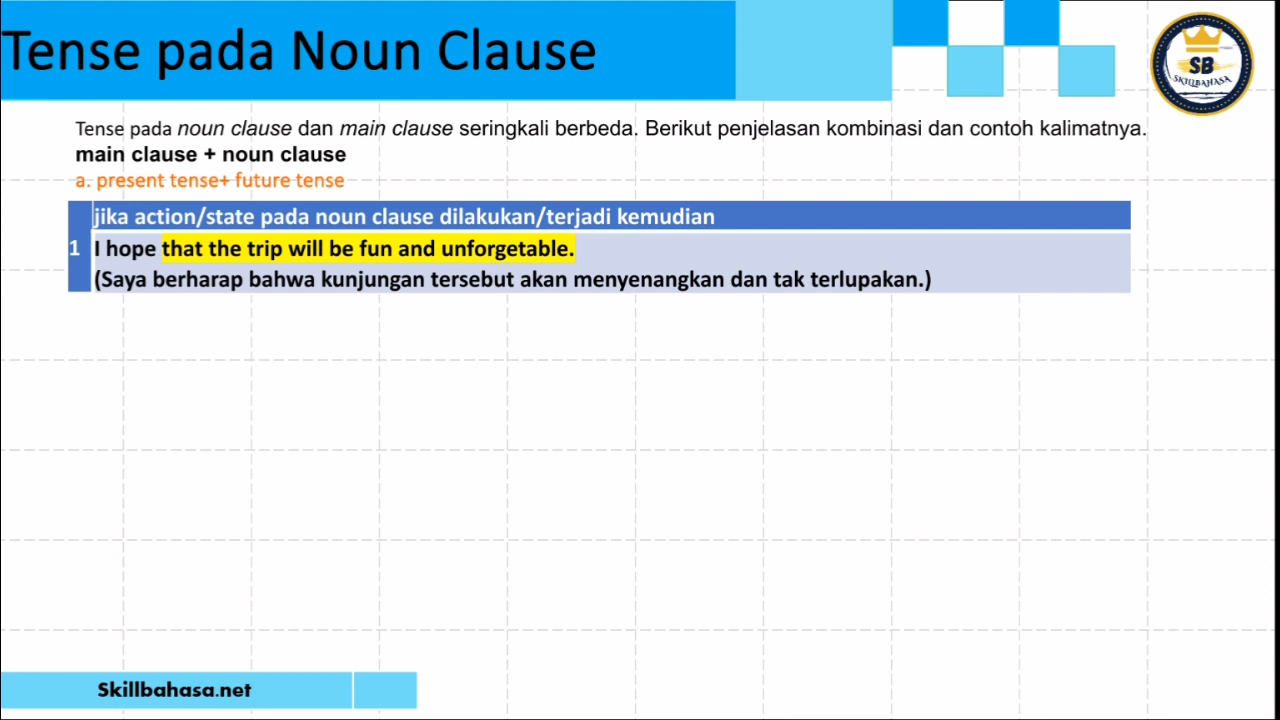 Tense pada Noun Clause
SB
SKILLBAHASA
Tense pada noun clause dan main clause seringkali berbeda. Berikut penjelasan kombinasi dan contoh kalimatnya.
main clause + noun clause
a. present tense+ future tense
jika action/state pada noun clause dilakukan/terjadi kemudian
1 I hope that the trip will be fun and unforgetable.
(Saya berharap bahwa kunjungan tersebut akan menyenangkan dan tak terlupakan.)
Skillbahasa.net